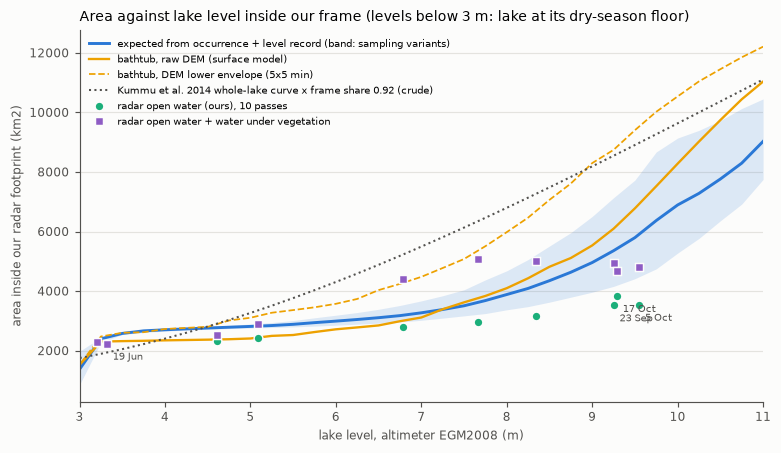 Area against lake level inside our frame (levels below 3 m: lake at its dry-season floor)
expected from occurrence + level record (band: sampling variants)
bathtub, raw DEM (surface model)
bathtub, DEM lower envelope (5x5 min)
Kummu et al. 2014 whole-lake curve x frame share 0.92 (crude)
radar open water (ours), 10 passes
radar open water + water under vegetation
area inside our radar footprint (km2)
12000
10000
8000
6000
4000
2000
19 Jun
17 Oct
23 Sep
5 Oct
3 4 5 6 7 8 9 10 11
lake level, altimeter EGM2008 (m)